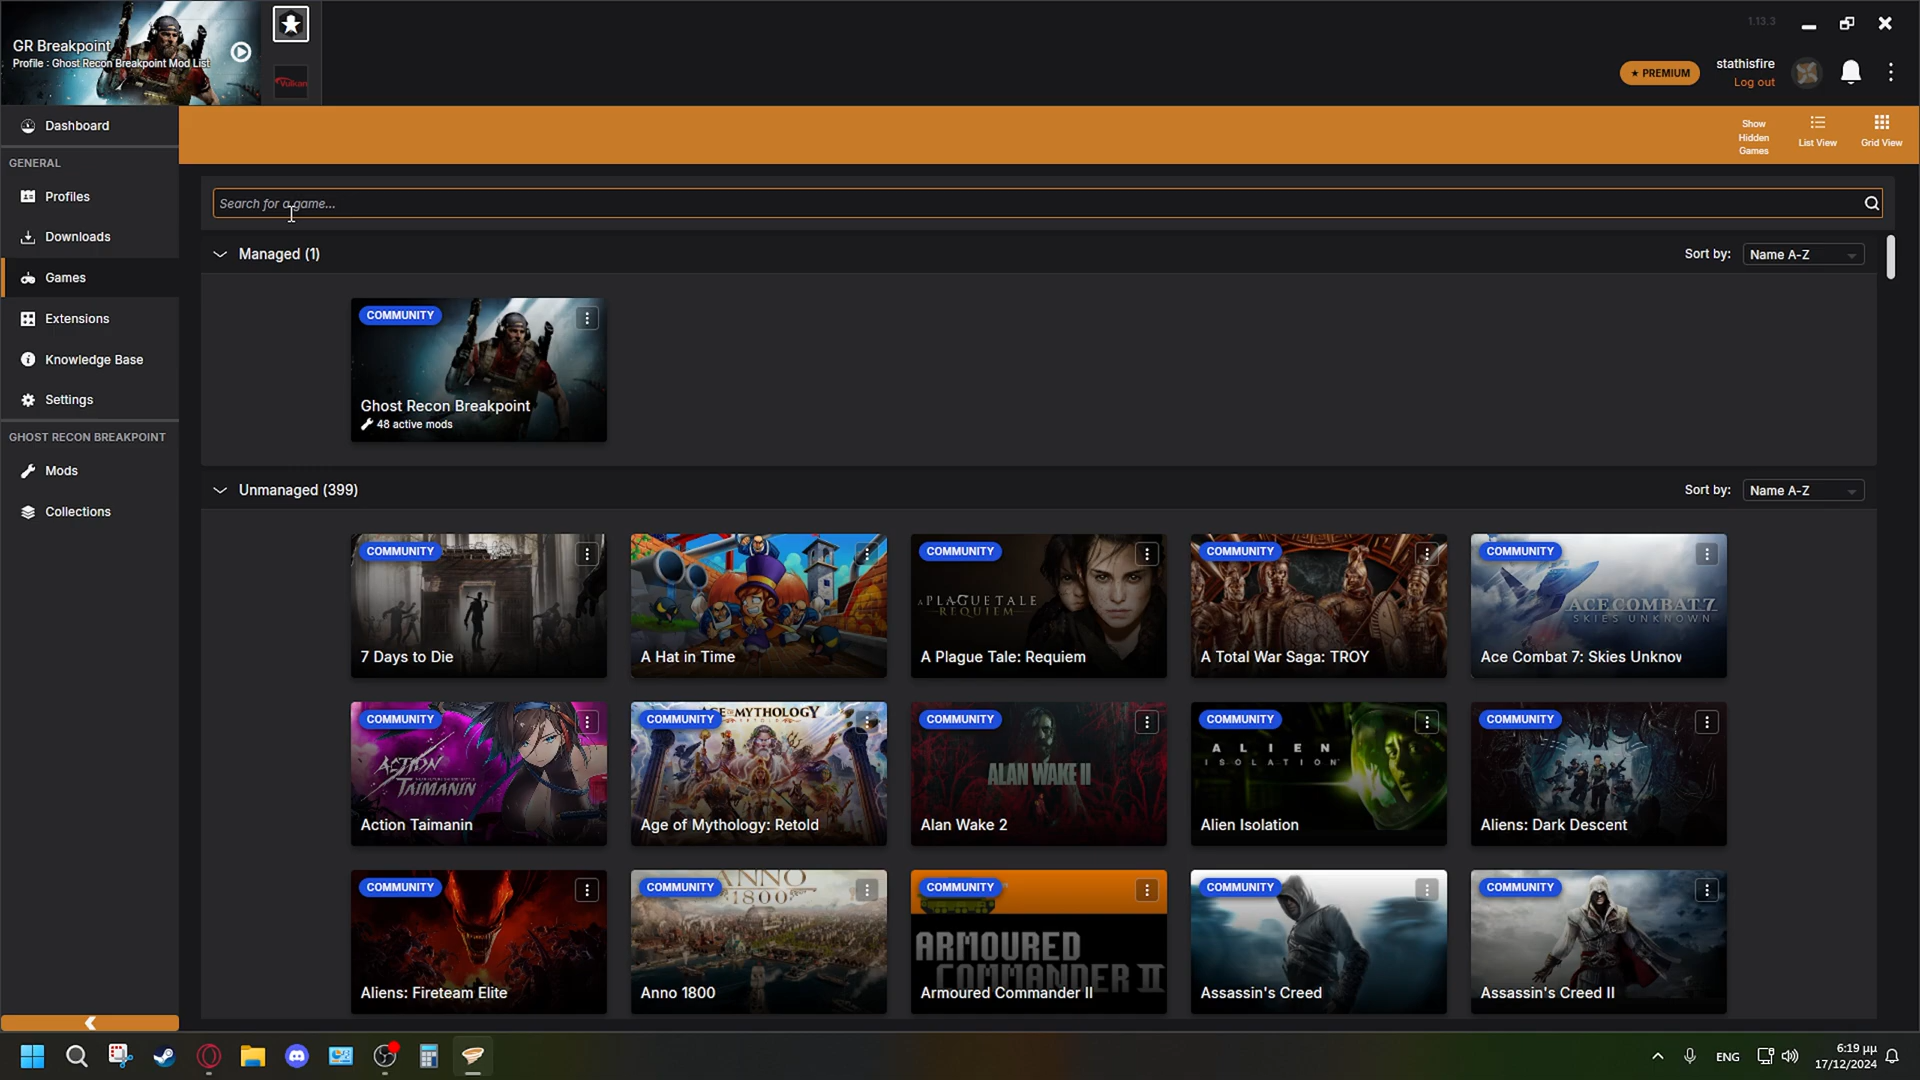 GR Breakpoint
Profile : Ghost Recon Breakpoint Mod List
Vulkan
1.13.3
PREMIUM
stathisfire
Log out
Dashboard
GENERAL
Profiles
Downloads
Games
Extensions
Knowledge Base
Settings
GHOST RECON BREAKPOINT
Mods
Collections
Show
Hidden
Games
List View
Grid View
Search for a game...
Managed (1)
Sort by:
Name A-Z
COMMUNITY
Ghost Recon Breakpoint
48 active mods
Unmanaged (399)
Sort by:
Name A-Z
COMMUNITY
7 Days to Die
COMMUNITY
A Hat in Time
COMMUNITY
A PLAGUE TALE
REQUIEM
A Plague Tale: Requiem
COMMUNITY
A Total War Saga: TROY
COMMUNITY
ACE COMBAT 7
SKIES UNKNOWN
Ace Combat 7: Skies Unknov
COMMUNITY
ACTION
TAIMANIN
Action Taimanin
COMMUNITY
AGE OF MYTHOLOGY
Age of Mythology: Retold
COMMUNITY
ALAN WAKE II
Alan Wake 2
COMMUNITY
ALIEN
ISOLATION
Alien Isolation
COMMUNITY
Aliens: Dark Descent
COMMUNITY
Aliens: Fireteam Elite
COMMUNITY
ANNO
1800
Anno 1800
COMMUNITY
ARMOURED
COMMANDER II
Armoured Commander II
COMMUNITY
Assassin's Creed
COMMUNITY
Assassin's Creed II
ENG
6:19 μμ
17/12/2024